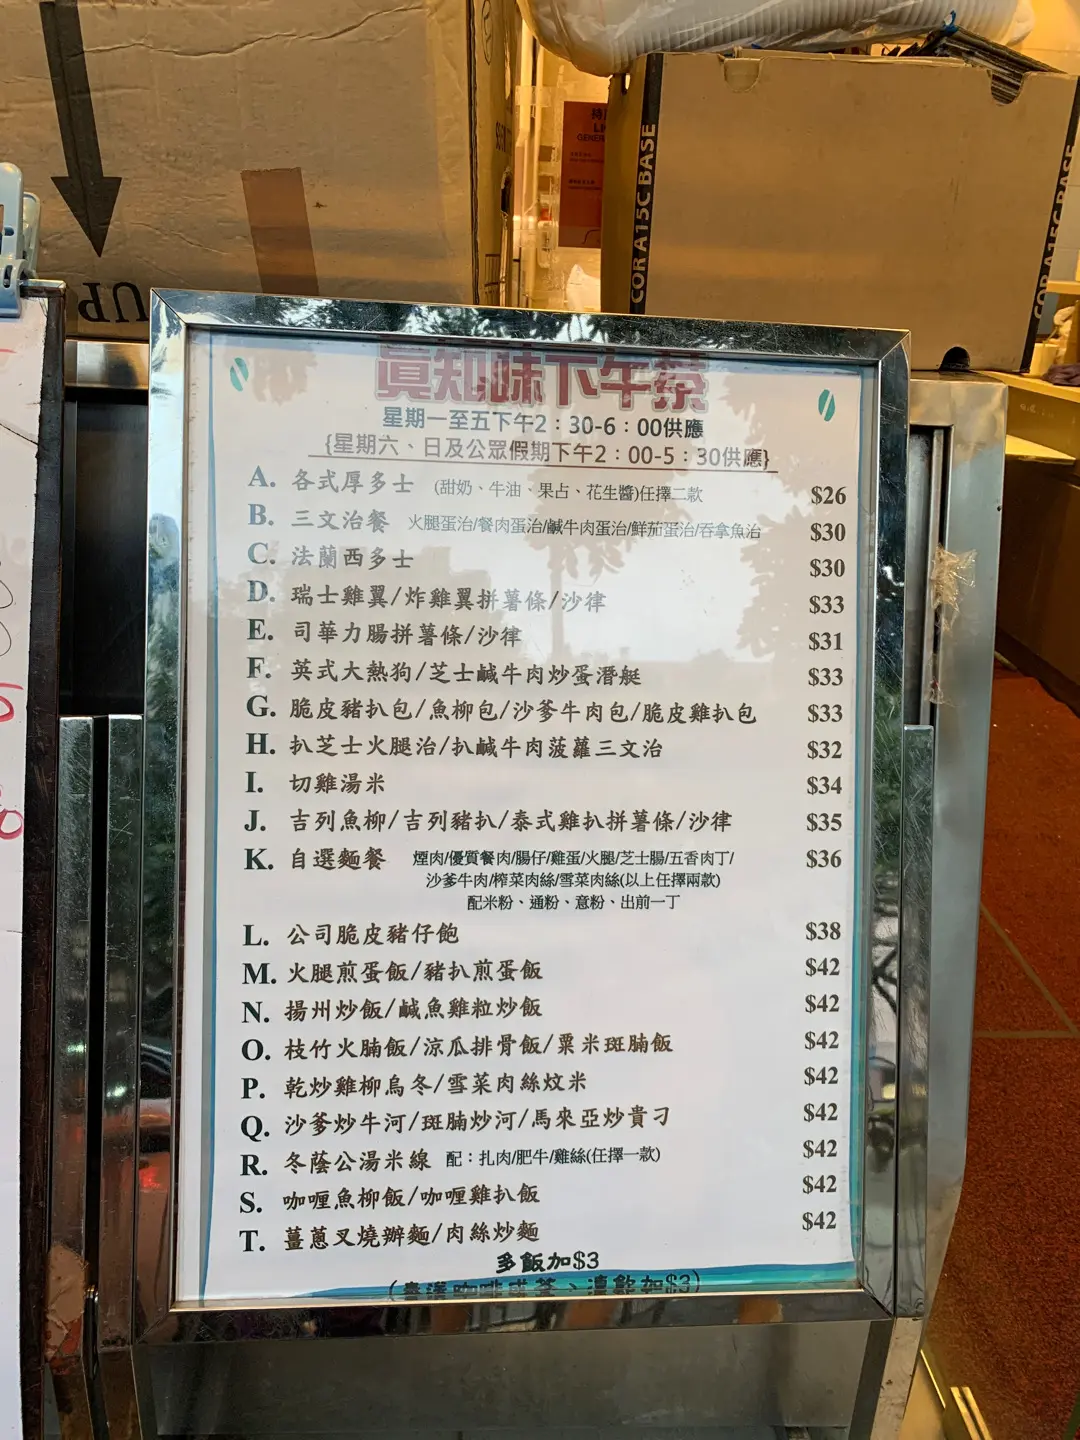 UP
COR A15C BASE
COR A15C BASE
真知味下午茶
星期一至五下午2：30-6：00供應
{星期六、日及公眾假期下午2：00-5：30供應}
A. 各式厚多士 (甜奶、牛油、果占、花生醬)任擇二款 $26
B. 三文治餐 火腿蛋治/餐肉蛋治/鹹牛肉蛋治/鮮茄蛋治/吞拿魚治 $30
C. 法蘭西多士 $30
D. 瑞士雞翼/炸雞翼拼薯條/沙律 $33
E. 司華力腸拼薯條/沙律 $31
F. 英式大熱狗/芝士鹹牛肉炒蛋潛艇 $33
G. 脆皮豬扒包/魚柳包/沙爹牛肉包/脆皮雞扒包 $33
H. 扒芝士火腿治/扒鹹牛肉菠蘿三文治 $32
I. 切雞湯米 $34
J. 吉列魚柳/吉列豬扒/泰式雞扒拼薯條/沙律 $35
K. 自選麵餐 煙肉/優質餐肉/腸仔/雞蛋/火腿/芝士腸/五香肉丁/ $36
沙爹牛肉/榨菜肉絲/雪菜肉絲(以上任擇兩款)
配米粉、通粉、意粉、出前一丁
L. 公司脆皮豬仔飽 $38
M. 火腿煎蛋飯/豬扒煎蛋飯 $42
N. 揚州炒飯/鹹魚雞粒炒飯 $42
O. 枝竹火腩飯/涼瓜排骨飯/粟米斑腩飯 $42
P. 乾炒雞柳烏冬/雪菜肉絲炆米 $42
Q. 沙爹炒牛河/斑腩炒河/馬來亞炒貴刁 $42
R. 冬蔭公湯米線 配：扎肉/肥牛/雞絲(任擇一款) $42
S. 咖喱魚柳飯/咖喱雞扒飯 $42
T. 薑蔥叉燒辦麵/肉絲炒麵 $42
多飯加$3
咖啡或茶、凍飲加$3)